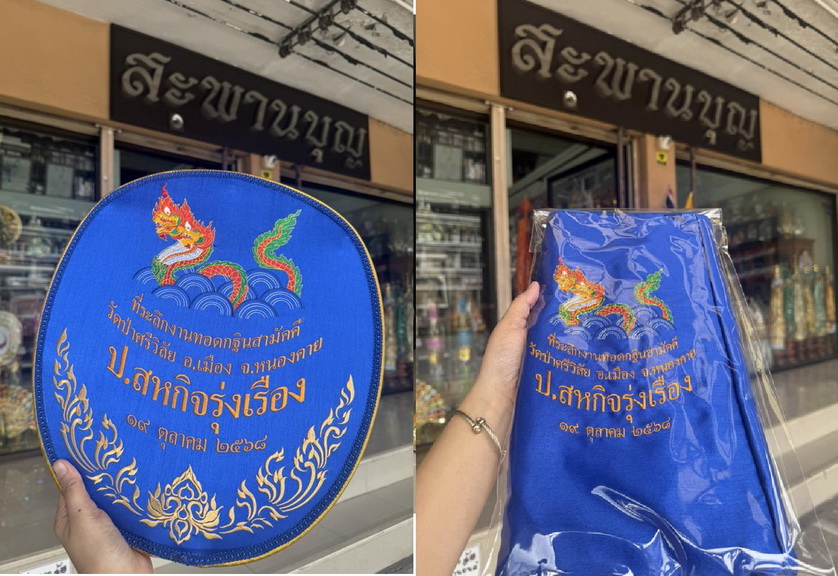 สะพานบุญ
ที่ระลึกงานทอดกฐินสามัคคี
วัดป่าศรีวิลัย อ.เมือง จ.หนองคาย
ป.สหกิจรุ่งเรือง
๑๙ ตุลาคม ๒๕๖๘
สะพานบุญ
ที่ระลึกงานทอดกฐินสามัคคี
วัดป่าศรีวิลัย อ.เมือง จ.หนองคาย
ป.สหกิจรุ่งเรือง
๑๙ ตุลาคม ๒๕๖๘